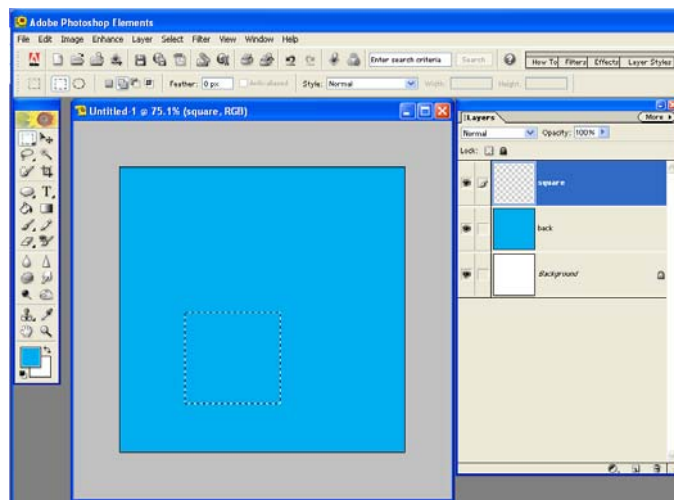 Adobe Photoshop Elements
File Edit Image Enhance Layer Select Filter View Window Help
Enter search criteria Search How To Filters Effects Layer Styles
Feather: 0 px Anti-aliased Style: Normal Width: Height:
Untitled-1 @ 75.1% (square, RGB)
Layers More
Normal Opacity: 100%
Lock:
square
back
Background
T